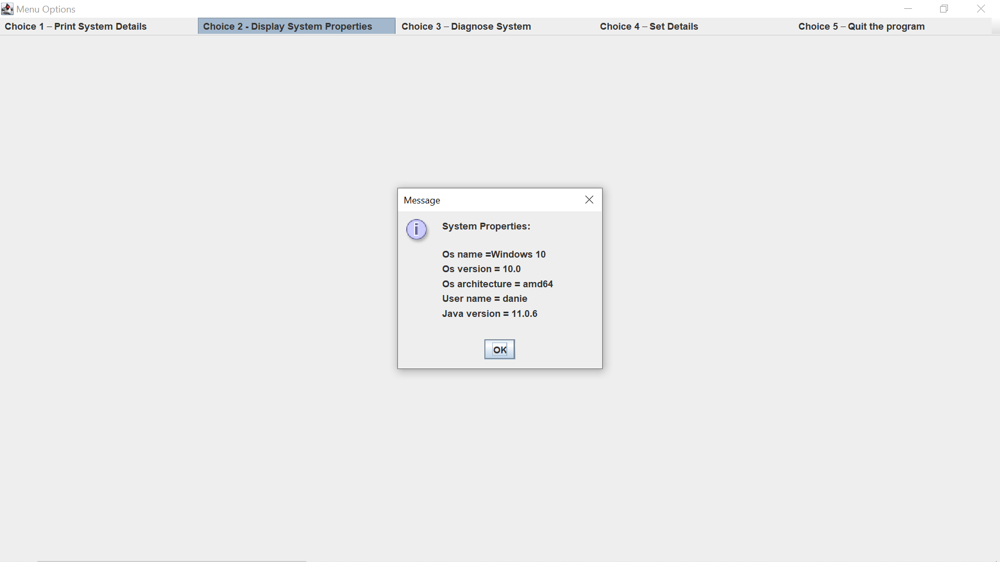 Menu Options
Choice 1 – Print System Details
Choice 2 - Display System Properties
Choice 3 – Diagnose System
Choice 4 – Set Details
Choice 5 – Quit the program
Message
System Properties:
Os name =Windows 10
Os version = 10.0
Os architecture = amd64
User name = danie
Java version = 11.0.6
OK